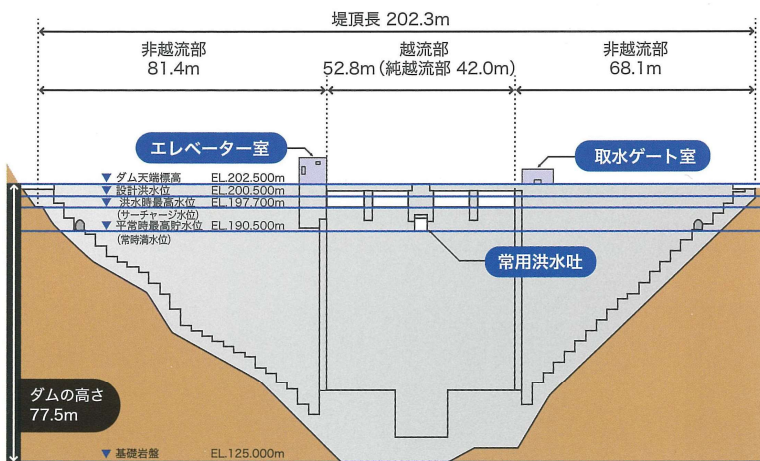 堤頂長 202.3m
非越流部
81.4m
越流部
52.8m(純越流部 42.0m)
非越流部
68.1m
エレベーター室
取水ゲート室
▼ ダム天端標高 EL.202.500m
▼ 設計洪水位 EL.200.500m
▼ 洪水時最高水位 EL.197.700m
(サーチャージ水位)
▼ 平常時最高貯水位 EL.190.500m
(常時満水位)
常用洪水吐
ダムの高さ
77.5m
▼ 基礎岩盤 EL.125.000m